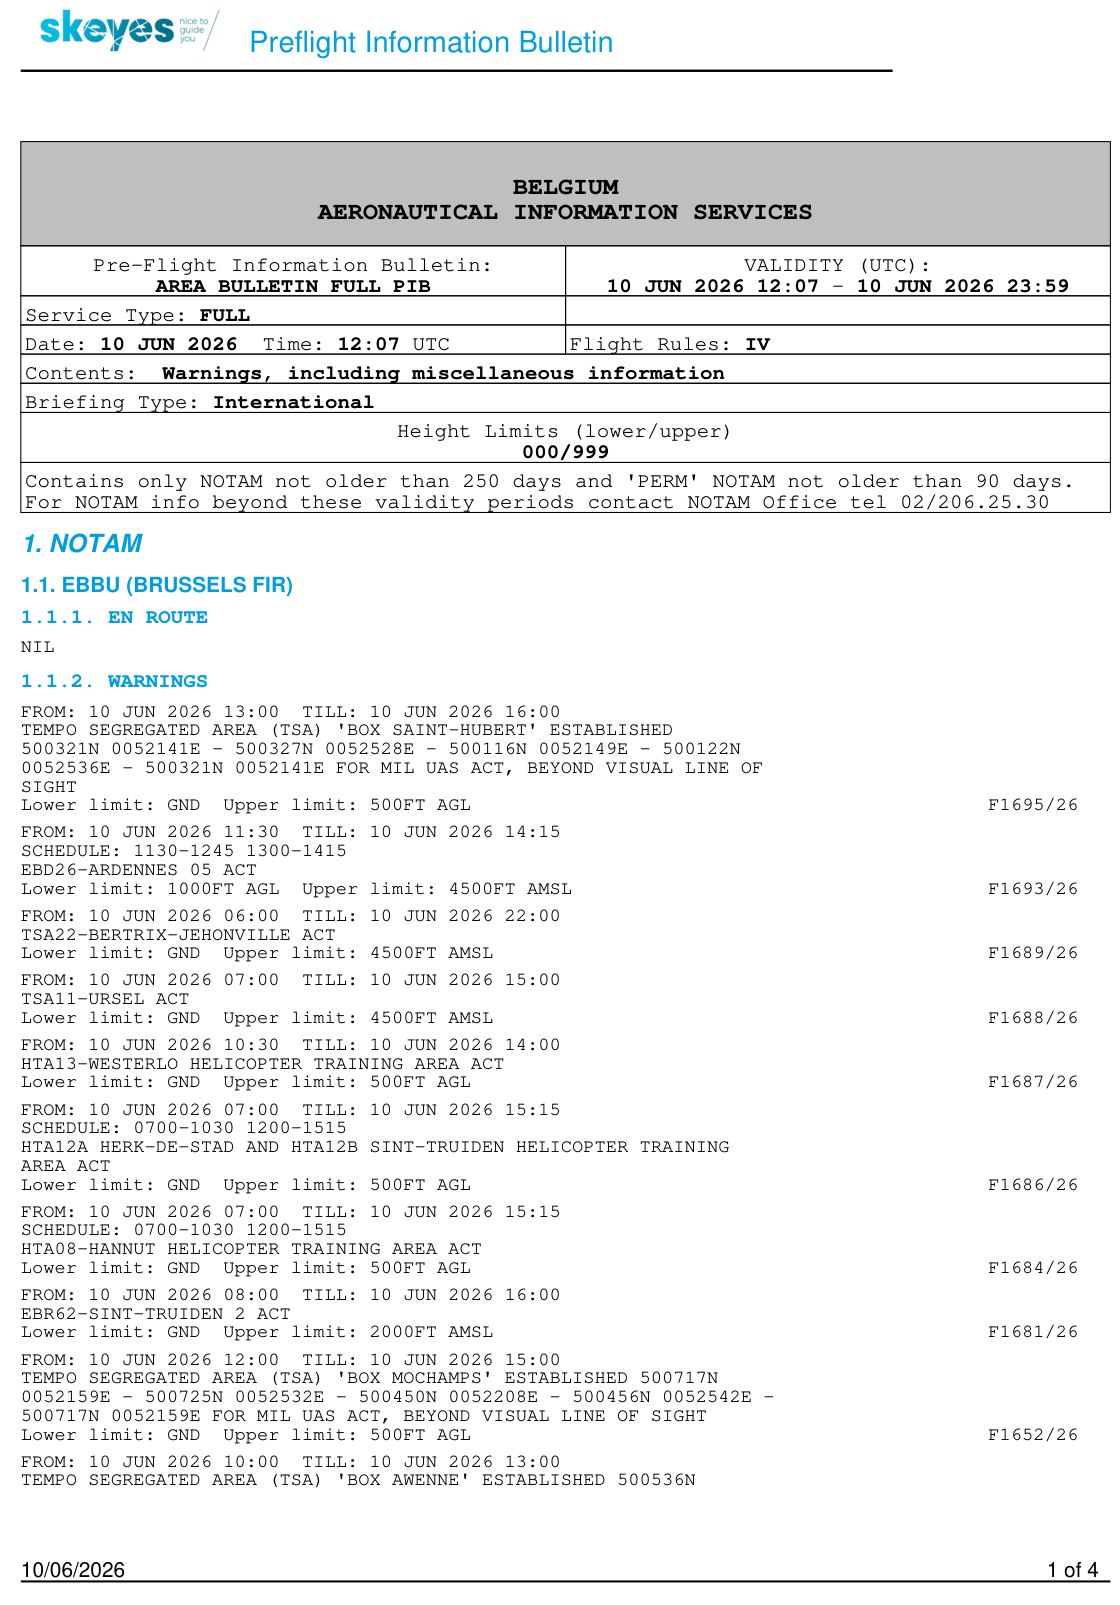 skeyes nice to guide you
Preflight Information Bulletin
BELGIUM
AERONAUTICAL INFORMATION SERVICES
Pre-Flight Information Bulletin:
AREA BULLETIN FULL PIB
VALIDITY (UTC):
10 JUN 2026 12:07 - 10 JUN 2026 23:59
Service Type: FULL
Date: 10 JUN 2026 Time: 12:07 UTC
Flight Rules: IV
Contents: Warnings, including miscellaneous information
Briefing Type: International
Height Limits (lower/upper)
000/999
Contains only NOTAM not older than 250 days and 'PERM' NOTAM not older than 90 days.
For NOTAM info beyond these validity periods contact NOTAM Office tel 02/206.25.30
1. NOTAM
1.1. EBBU (BRUSSELS FIR)
1.1.1. EN ROUTE
NIL
1.1.2. WARNINGS
FROM: 10 JUN 2026 13:00 TILL: 10 JUN 2026 16:00
TEMPO SEGREGATED AREA (TSA) 'BOX SAINT-HUBERT' ESTABLISHED
500321N 0052141E - 500327N 0052528E - 500116N 0052149E - 500122N
0052536E - 500321N 0052141E FOR MIL UAS ACT, BEYOND VISUAL LINE OF
SIGHT
Lower limit: GND Upper limit: 500FT AGL F1695/26
FROM: 10 JUN 2026 11:30 TILL: 10 JUN 2026 14:15
SCHEDULE: 1130-1245 1300-1415
EBD26-ARDENNES 05 ACT
Lower limit: 1000FT AGL Upper limit: 4500FT AMSL F1693/26
FROM: 10 JUN 2026 06:00 TILL: 10 JUN 2026 22:00
TSA22-BERTRIX-JEHONVILLE ACT
Lower limit: GND Upper limit: 4500FT AMSL F1689/26
FROM: 10 JUN 2026 07:00 TILL: 10 JUN 2026 15:00
TSA11-URSEL ACT
Lower limit: GND Upper limit: 4500FT AMSL F1688/26
FROM: 10 JUN 2026 10:30 TILL: 10 JUN 2026 14:00
HTA13-WESTERLO HELICOPTER TRAINING AREA ACT
Lower limit: GND Upper limit: 500FT AGL F1687/26
FROM: 10 JUN 2026 07:00 TILL: 10 JUN 2026 15:15
SCHEDULE: 0700-1030 1200-1515
HTA12A HERK-DE-STAD AND HTA12B SINT-TRUIDEN HELICOPTER TRAINING
AREA ACT
Lower limit: GND Upper limit: 500FT AGL F1686/26
FROM: 10 JUN 2026 07:00 TILL: 10 JUN 2026 15:15
SCHEDULE: 0700-1030 1200-1515
HTA08-HANNUT HELICOPTER TRAINING AREA ACT
Lower limit: GND Upper limit: 500FT AGL F1684/26
FROM: 10 JUN 2026 08:00 TILL: 10 JUN 2026 16:00
EBR62-SINT-TRUIDEN 2 ACT
Lower limit: GND Upper limit: 2000FT AMSL F1681/26
FROM: 10 JUN 2026 12:00 TILL: 10 JUN 2026 15:00
TEMPO SEGREGATED AREA (TSA) 'BOX MOCHAMPS' ESTABLISHED 500717N
0052159E - 500725N 0052532E - 500450N 0052208E - 500456N 0052542E -
500717N 0052159E FOR MIL UAS ACT, BEYOND VISUAL LINE OF SIGHT
Lower limit: GND Upper limit: 500FT AGL F1652/26
FROM: 10 JUN 2026 10:00 TILL: 10 JUN 2026 13:00
TEMPO SEGREGATED AREA (TSA) 'BOX AWENNE' ESTABLISHED 500536N
10/06/2026
1 of 4